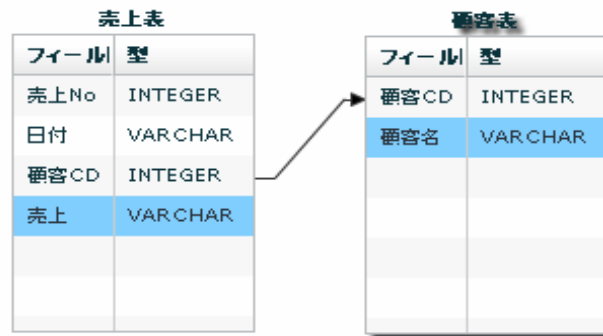 売上表
フィール 型
売上No INTEGER
日付 VARCHAR
顧客CD INTEGER
売上 VARCHAR
顧客表
フィール 型
顧客CD INTEGER
顧客名 VARCHAR